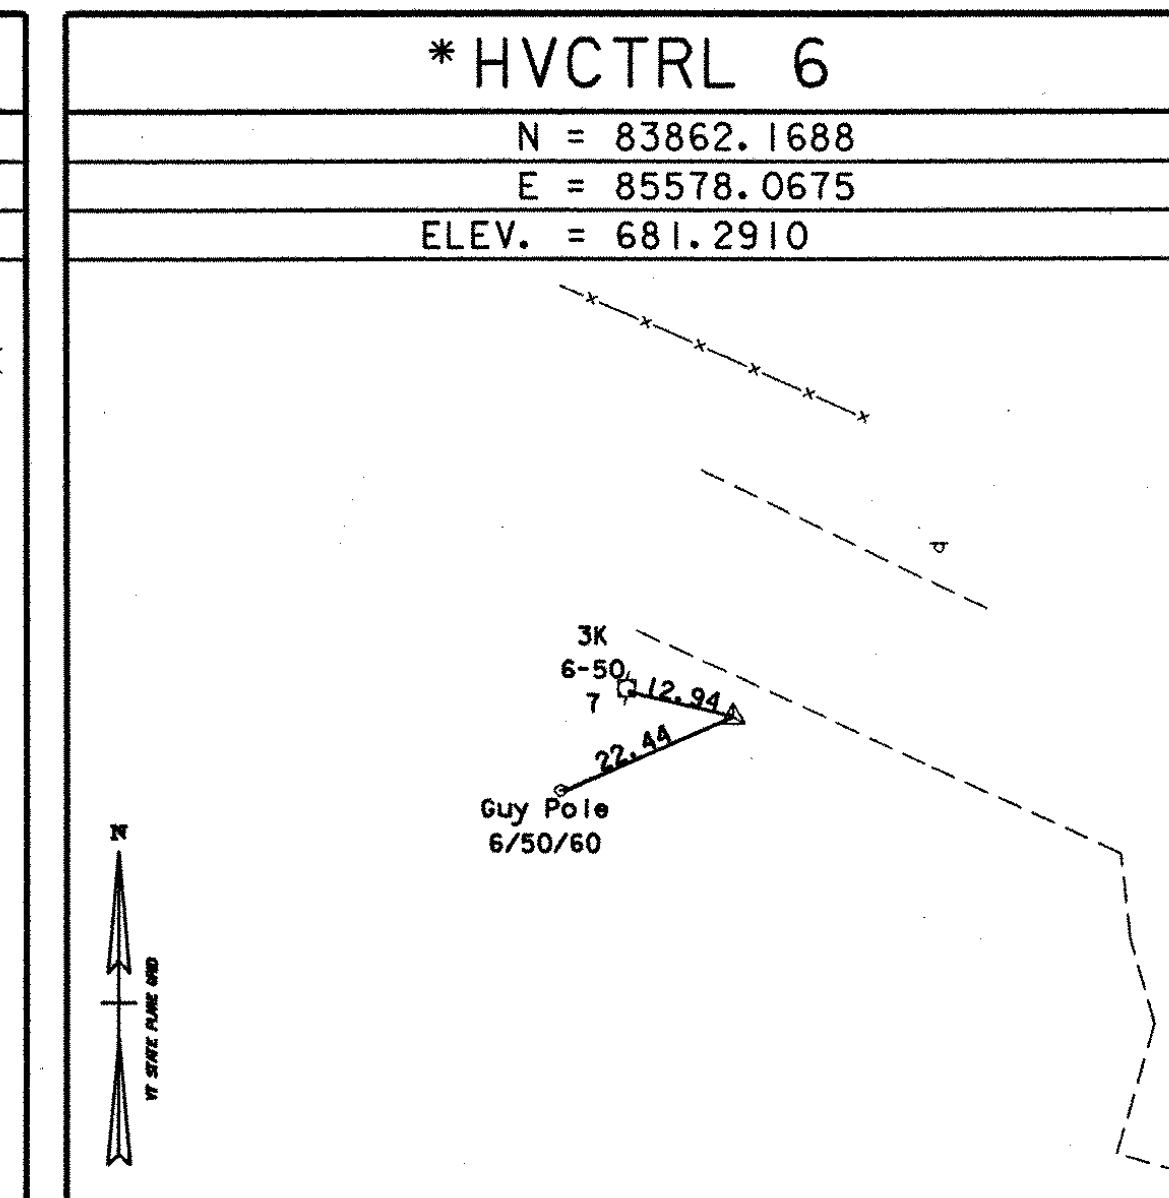 *HVCTRL 6
N = 83862.1688
E = 85578.0675
ELEV. = 681.2910
3K
6-50
7
12.94
22.44
Guy Pole
6/50/60
N
VT STATE PLANE GRID